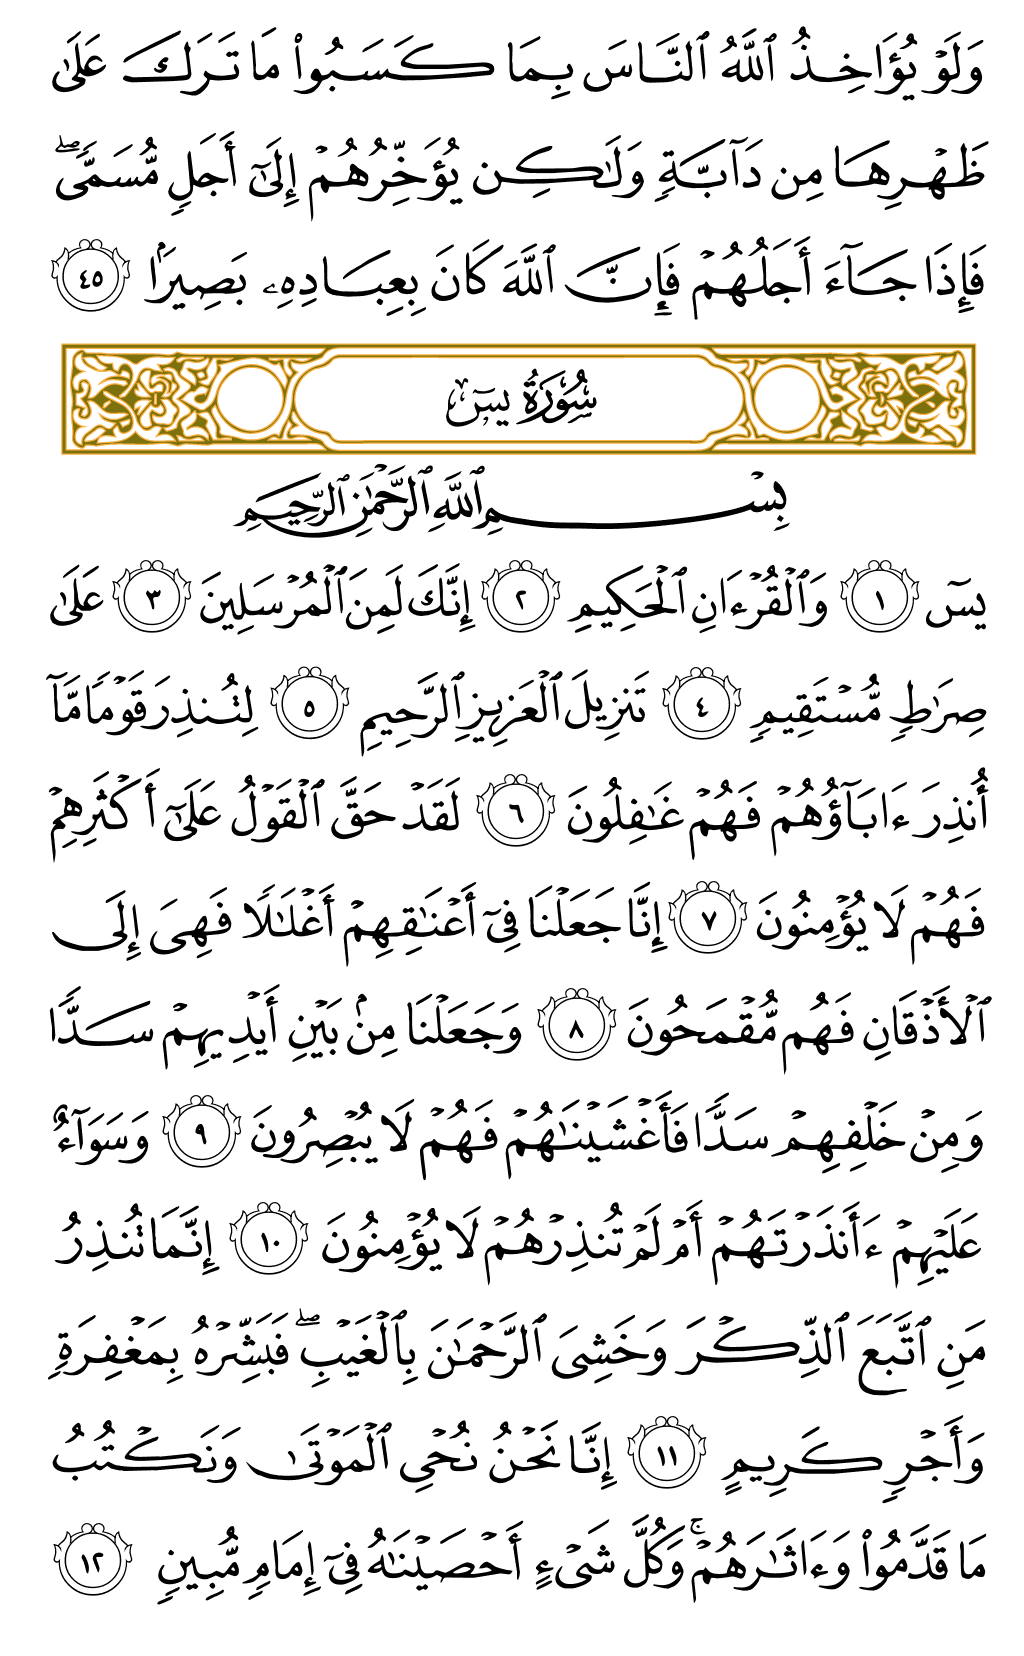 وَلَوْ يُؤَاخِذُ ٱللَّهُ ٱلنَّاسَ بِمَا كَسَبُوا۟ مَا تَرَكَ عَلَىٰ
ظَهْرِهَا مِن دَآبَّةٍ وَلَـٰكِن يُؤَخِّرُهُمْ إِلَىٰٓ أَجَلٍ مُّسَمًّى ۖ
فَإِذَا جَآءَ أَجَلُهُمْ فَإِنَّ ٱللَّهَ كَانَ بِعِبَادِهِۦ بَصِيرًۢا ٤٥
سُورَةُ يسٓ
بِسْمِ ٱللَّهِ ٱلرَّحْمَـٰنِ ٱلرَّحِيمِ
يسٓ ١ وَٱلْقُرْءَانِ ٱلْحَكِيمِ ٢ إِنَّكَ لَمِنَ ٱلْمُرْسَلِينَ ٣ عَلَىٰ
صِرَٰطٍ مُّسْتَقِيمٍ ٤ تَنزِيلَ ٱلْعَزِيزِ ٱلرَّحِيمِ ٥ لِتُنذِرَ قَوْمًا مَّآ
أُنذِرَ ءَابَآؤُهُمْ فَهُمْ غَـٰفِلُونَ ٦ لَقَدْ حَقَّ ٱلْقَوْلُ عَلَىٰٓ أَكْثَرِهِمْ
فَهُمْ لَا يُؤْمِنُونَ ٧ إِنَّا جَعَلْنَا فِىٓ أَعْنَـٰقِهِمْ أَغْلَـٰلًا فَهِىَ إِلَى
ٱلْأَذْقَانِ فَهُم مُّقْمَحُونَ ٨ وَجَعَلْنَا مِنۢ بَيْنِ أَيْدِيهِمْ سَدًّا
وَمِنْ خَلْفِهِمْ سَدًّا فَأَغْشَيْنَـٰهُمْ فَهُمْ لَا يُبْصِرُونَ ٩ وَسَوَآءٌ
عَلَيْهِمْ ءَأَنذَرْتَهُمْ أَمْ لَمْ تُنذِرْهُمْ لَا يُؤْمِنُونَ ١٠ إِنَّمَا تُنذِرُ
مَنِ ٱتَّبَعَ ٱلذِّكْرَ وَخَشِىَ ٱلرَّحْمَـٰنَ بِٱلْغَيْبِ ۖ فَبَشِّرْهُ بِمَغْفِرَةٍ
وَأَجْرٍ كَرِيمٍ ١١ إِنَّا نَحْنُ نُحْىِ ٱلْمَوْتَىٰ وَنَكْتُبُ
مَا قَدَّمُوا۟ وَءَاثَـٰرَهُمْ ۚ وَكُلَّ شَىْءٍ أَحْصَيْنَـٰهُ فِىٓ إِمَامٍ مُّبِينٍ ١٢